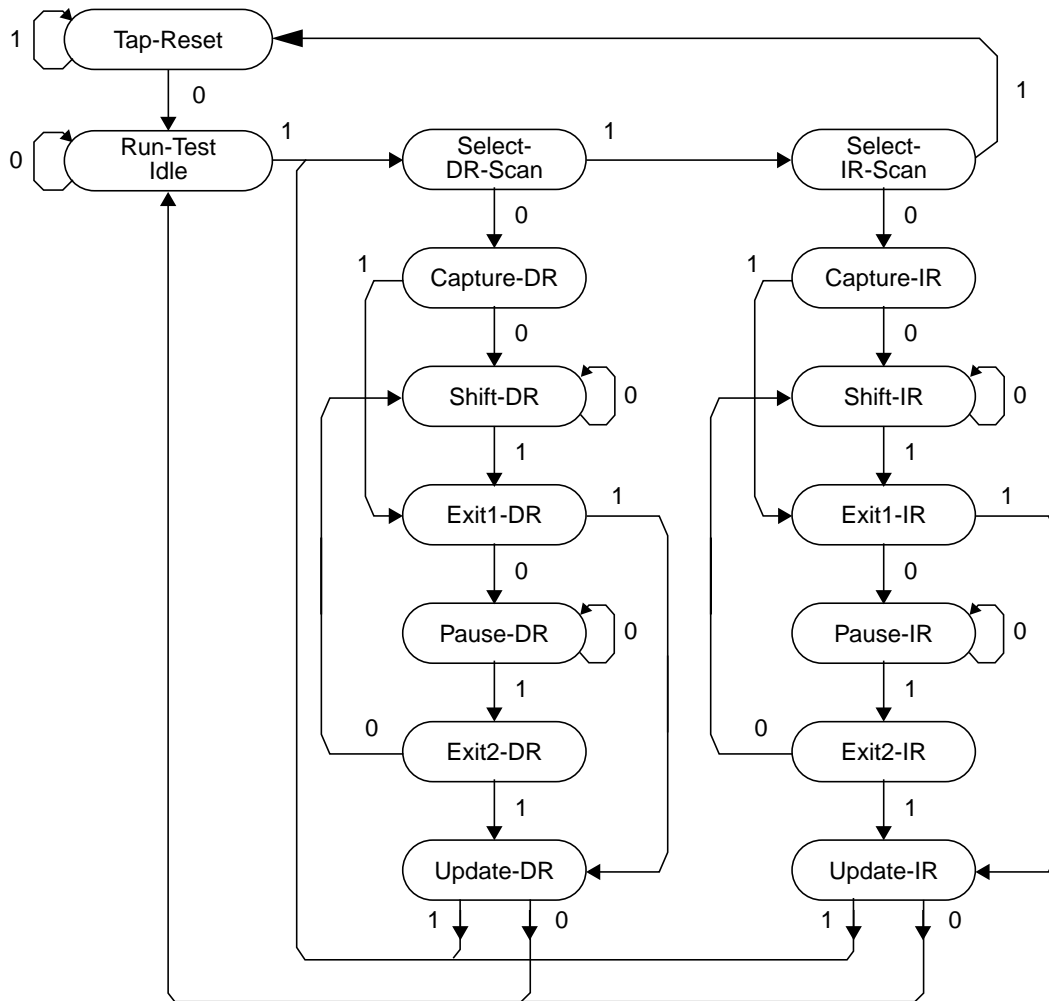 1
Tap-Reset
0
1
0
Run-Test
Idle
1
Select-
DR-Scan
1
Select-
IR-Scan
0
0
1
Capture-DR
1
Capture-IR
0
0
Shift-DR
0
Shift-IR
0
1
1
Exit1-DR
1
Exit1-IR
1
0
0
Pause-DR
0
Pause-IR
0
1
1
0
Exit2-DR
0
Exit2-IR
1
1
Update-DR
Update-IR
1
0
1
0